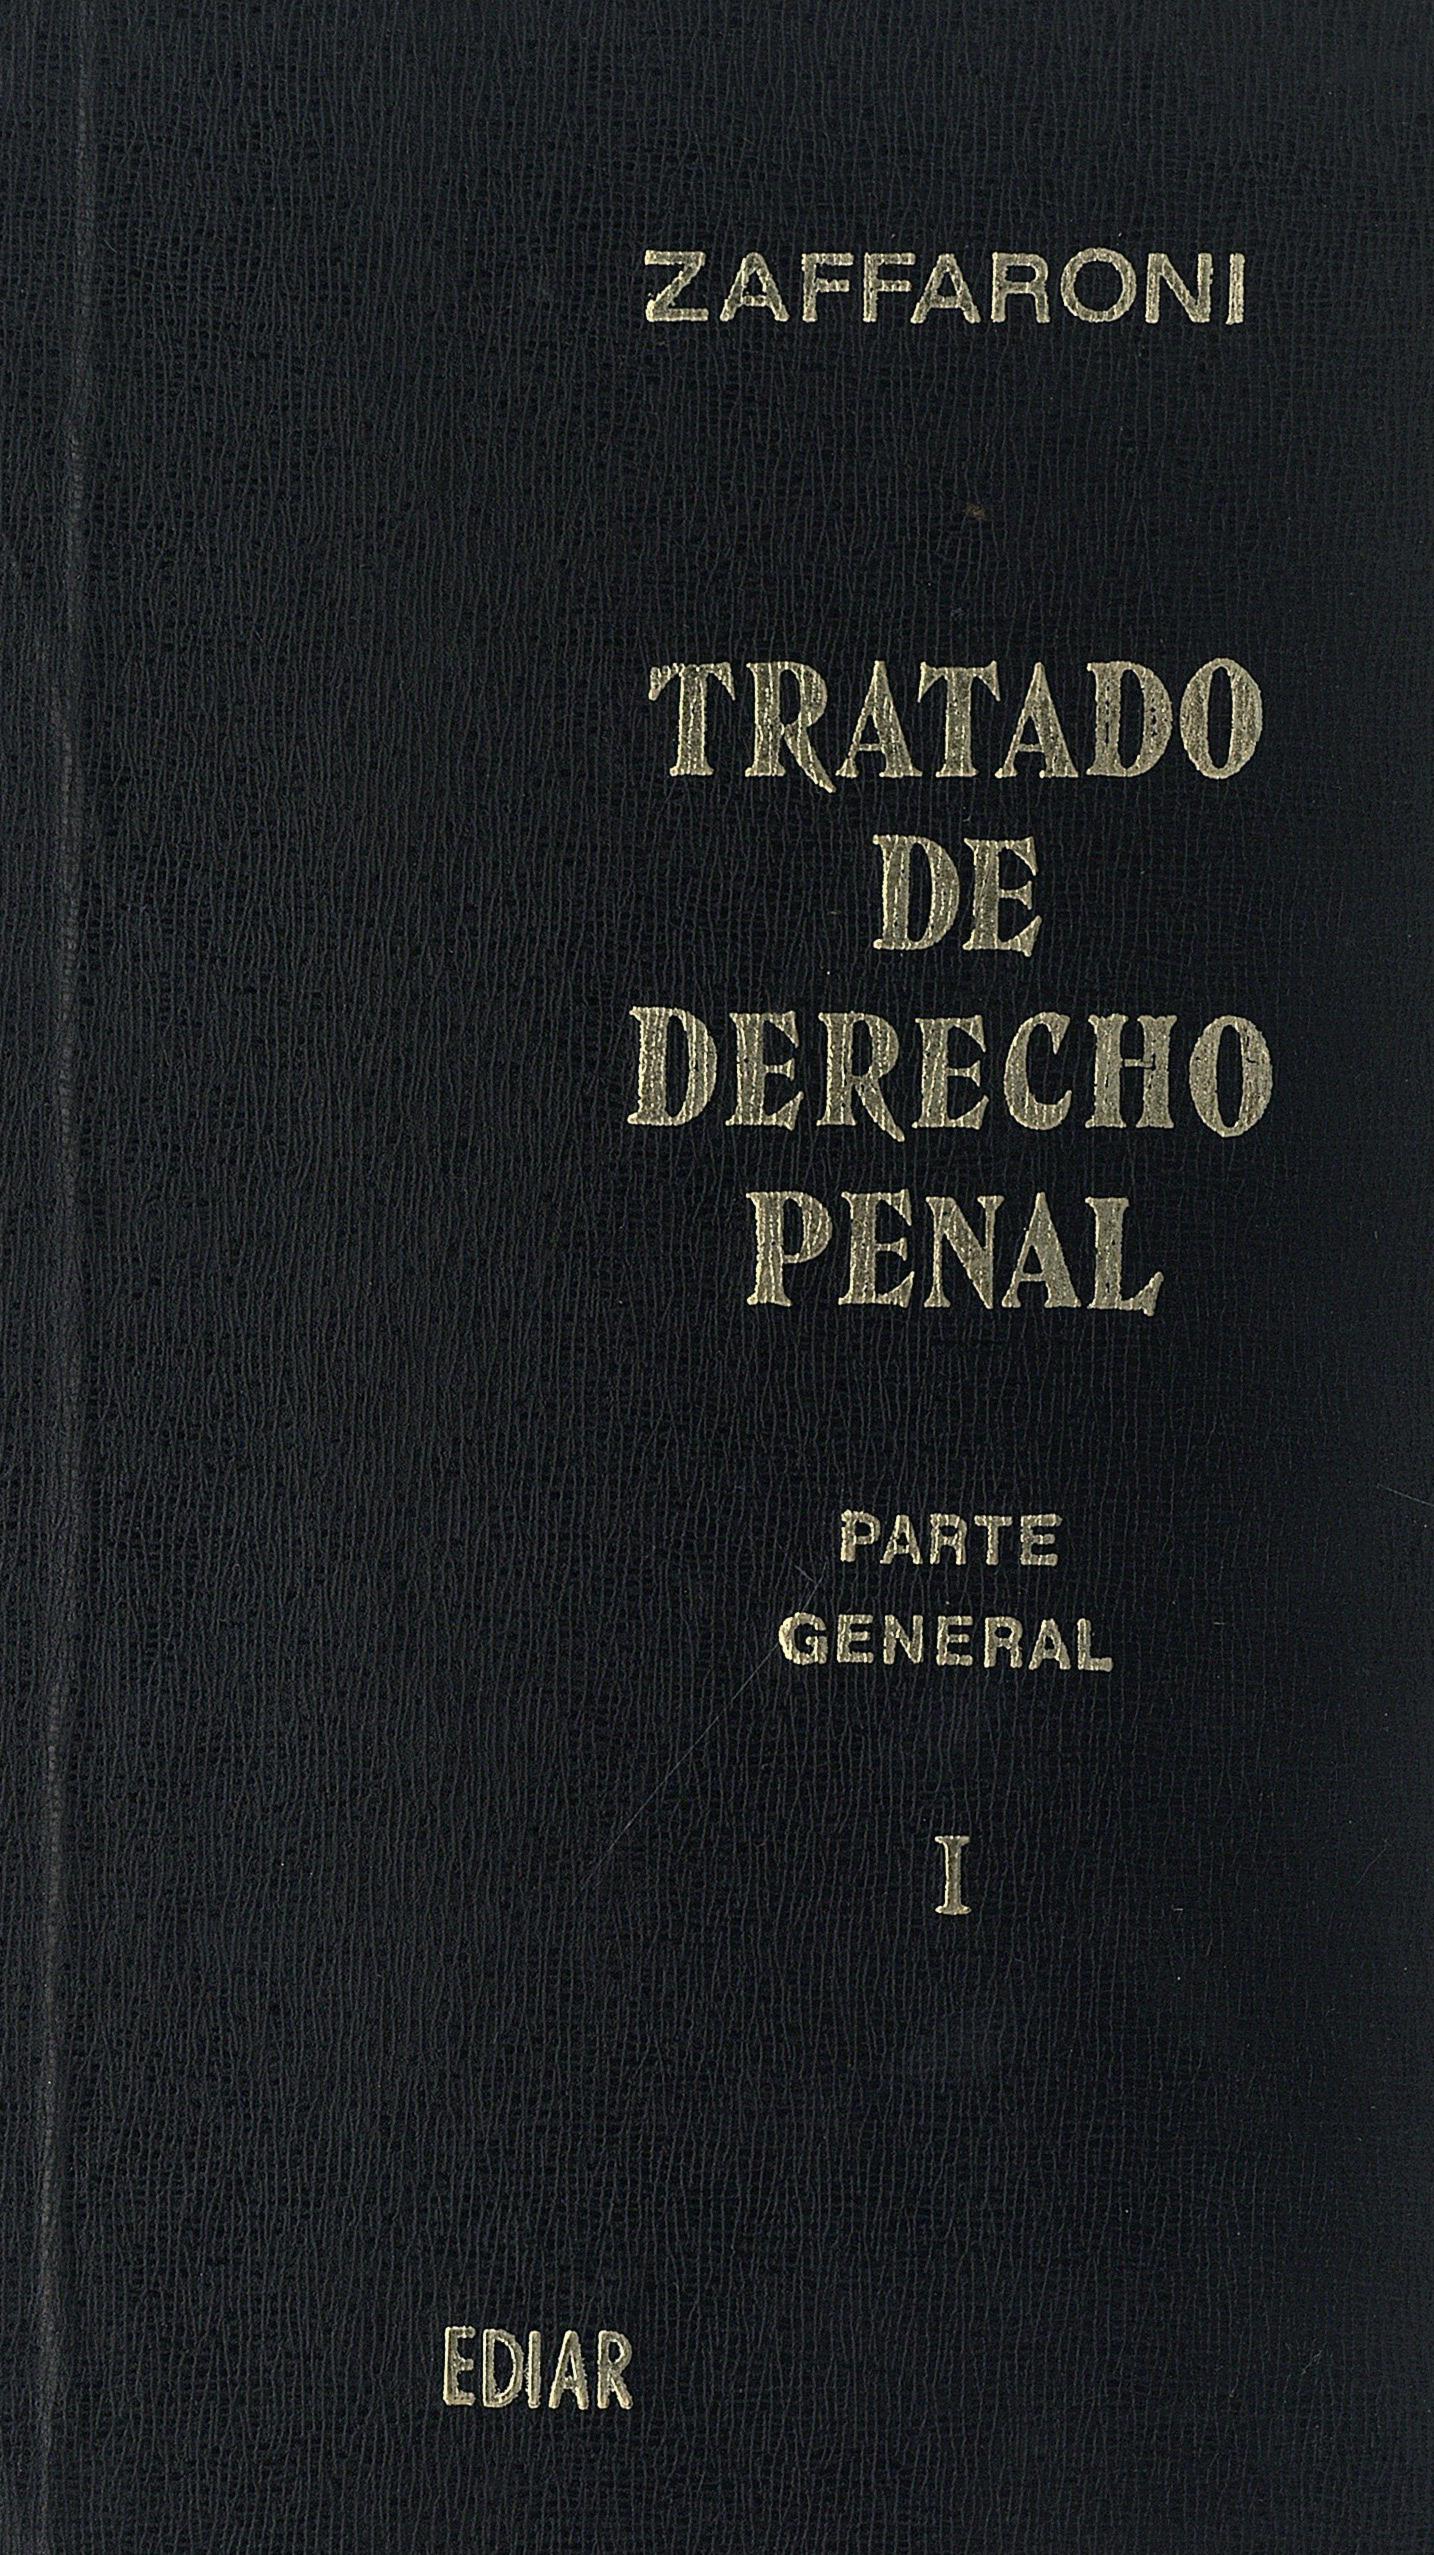 ZAFFARONI
TRATADO
DE
DERECHO
PENAL
PARTE
GENERAL
I
EDIAR